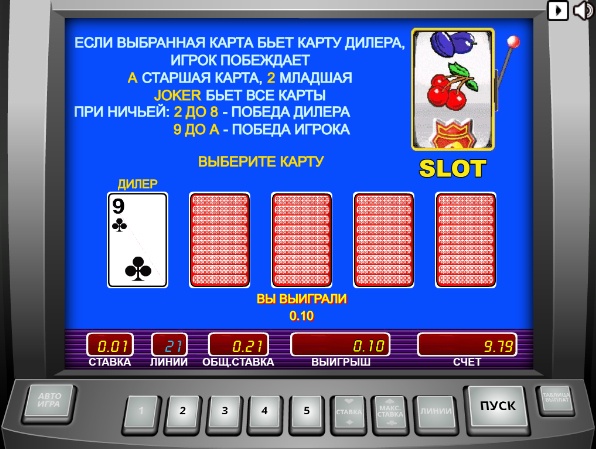 ЕСЛИ ВЫБРАННАЯ КАРТА БЬЕТ КАРТУ ДИЛЕРА,
ИГРОК ПОБЕЖДАЕТ
А СТАРШАЯ КАРТА, 2 МЛАДШАЯ
JOKER БЬЕТ ВСЕ КАРТЫ
ПРИ НИЧЬЕЙ: 2 ДО 8 - ПОБЕДА ДИЛЕРА
9 ДО А - ПОБЕДА ИГРОКА
SLOT
ВЫБЕРИТЕ КАРТУ
ДИЛЕР
9
ВЫ ВЫИГРАЛИ
0.10
0.01 21 0.21 0.10 9.79
СТАВКА ЛИНИИ ОБЩ.СТАВКА ВЫИГРЫШ СЧЕТ
АВТО ИГРА
1 2 3 4 5 СТАВКА МАКС. СТАВКА ЛИНИИ ПУСК ТАБЛИЦА ВЫПЛАТ